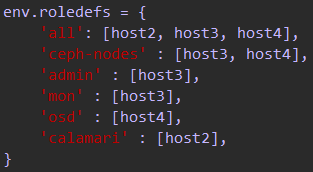 env.roledefs = {
    'all': [host2, host3, host4],
    'ceph-nodes' : [host3, host4],
    'admin' : [host3],
    'mon' : [host3],
    'osd' : [host4],
    'calamari' : [host2],
}